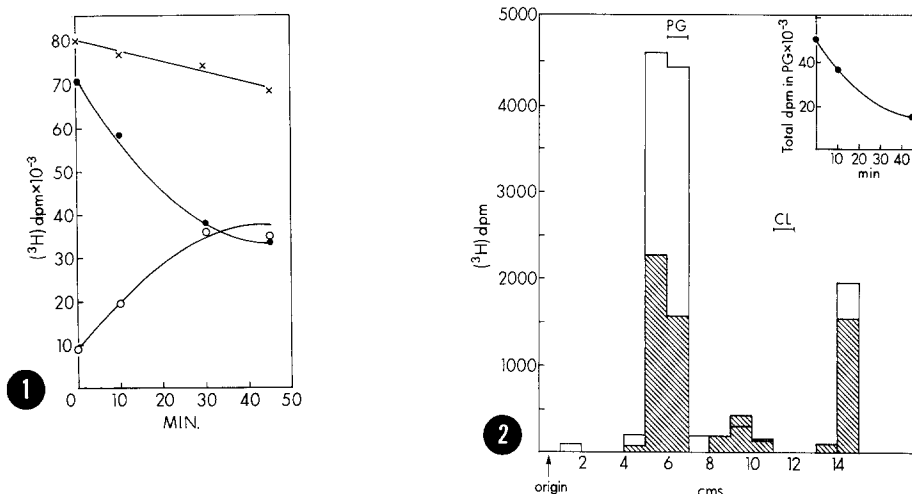 80
70
60
50
40
30
20
10
(³H) dpm×10⁻³
0 10 20 30 40 50
MIN.
1
5000
4000
3000
2000
1000
(³H) dpm
PG
CL
Total dpm in PG×10⁻³
40
20
10 20 30 40
min
2
2 4 6 8 10 12 14
origin
cms